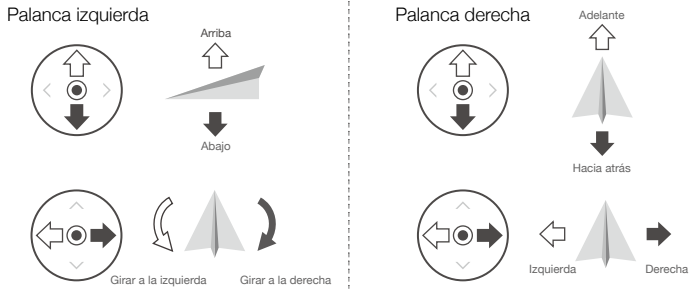 Palanca izquierda
Arriba
Abajo
Girar a la izquierda
Girar a la derecha
Palanca derecha
Adelante
Hacia atrás
Izquierda
Derecha